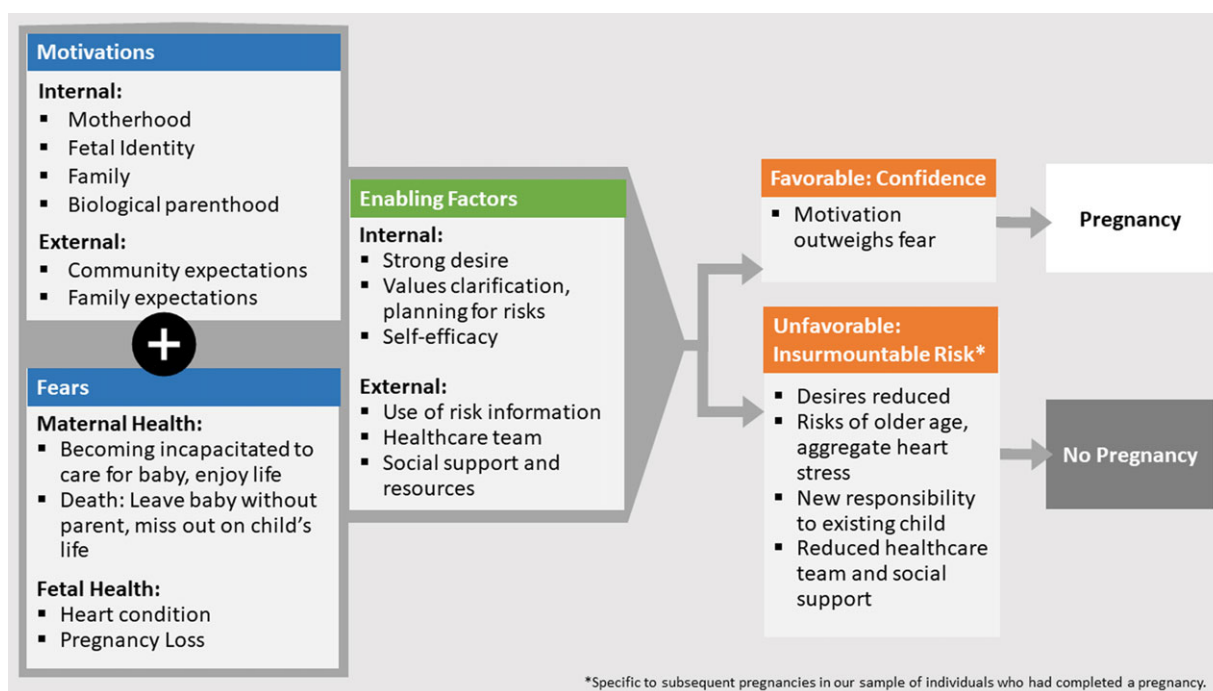 Motivations
Internal:
▪ Motherhood
▪ Fetal Identity
▪ Family
▪ Biological parenthood
External:
▪ Community expectations
▪ Family expectations
+
Fears
Maternal Health:
▪ Becoming incapacitated to
care for baby, enjoy life
▪ Death: Leave baby without
parent, miss out on child's
life
Fetal Health:
▪ Heart condition
▪ Pregnancy Loss
Enabling Factors
Internal:
▪ Strong desire
▪ Values clarification,
planning for risks
▪ Self-efficacy
External:
▪ Use of risk information
▪ Healthcare team
▪ Social support and
resources
Favorable: Confidence
▪ Motivation
outweighs fear
Pregnancy
Unfavorable:
Insurmountable Risk*
▪ Desires reduced
▪ Risks of older age,
aggregate heart
stress
▪ New responsibility
to existing child
▪ Reduced healthcare
team and social
support
No Pregnancy
*Specific to subsequent pregnancies in our sample of individuals who had completed a pregnancy.